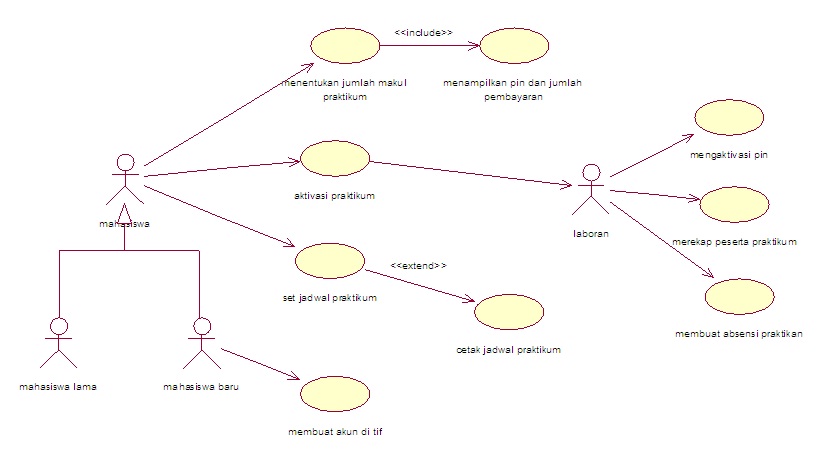 <<include>>
menentukan jumlah makul
praktikum
menampilkan pin dan jumlah
pembayaran
mengaktivasi pin
aktivasi praktikum
mahasiswa
laboran
merekap peserta praktikum
<<extend>>
set jadwal praktikum
membuat absensi praktikan
cetak jadwal praktikum
mahasiswa lama
mahasiswa baru
membuat akun di tif